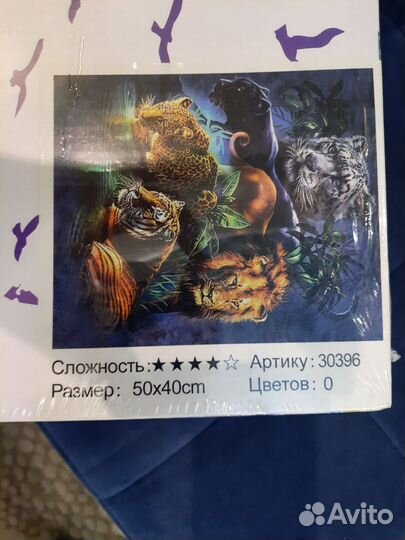 Сложность:★★★★☆ Артику: 30396
Размер: 50x40cm Цветов: 0
Avito